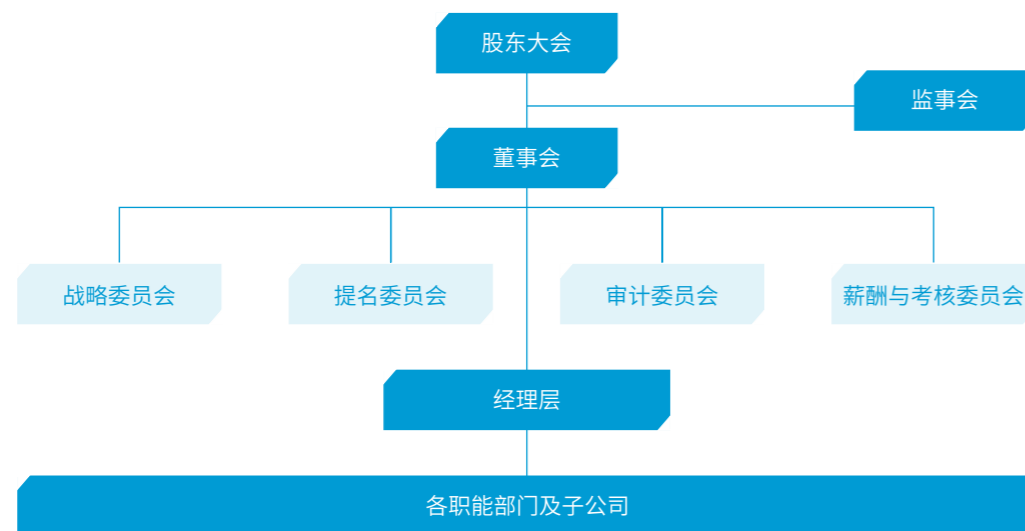 股东大会
监事会
董事会
战略委员会
提名委员会
审计委员会
薪酬与考核委员会
经理层
各职能部门及子公司